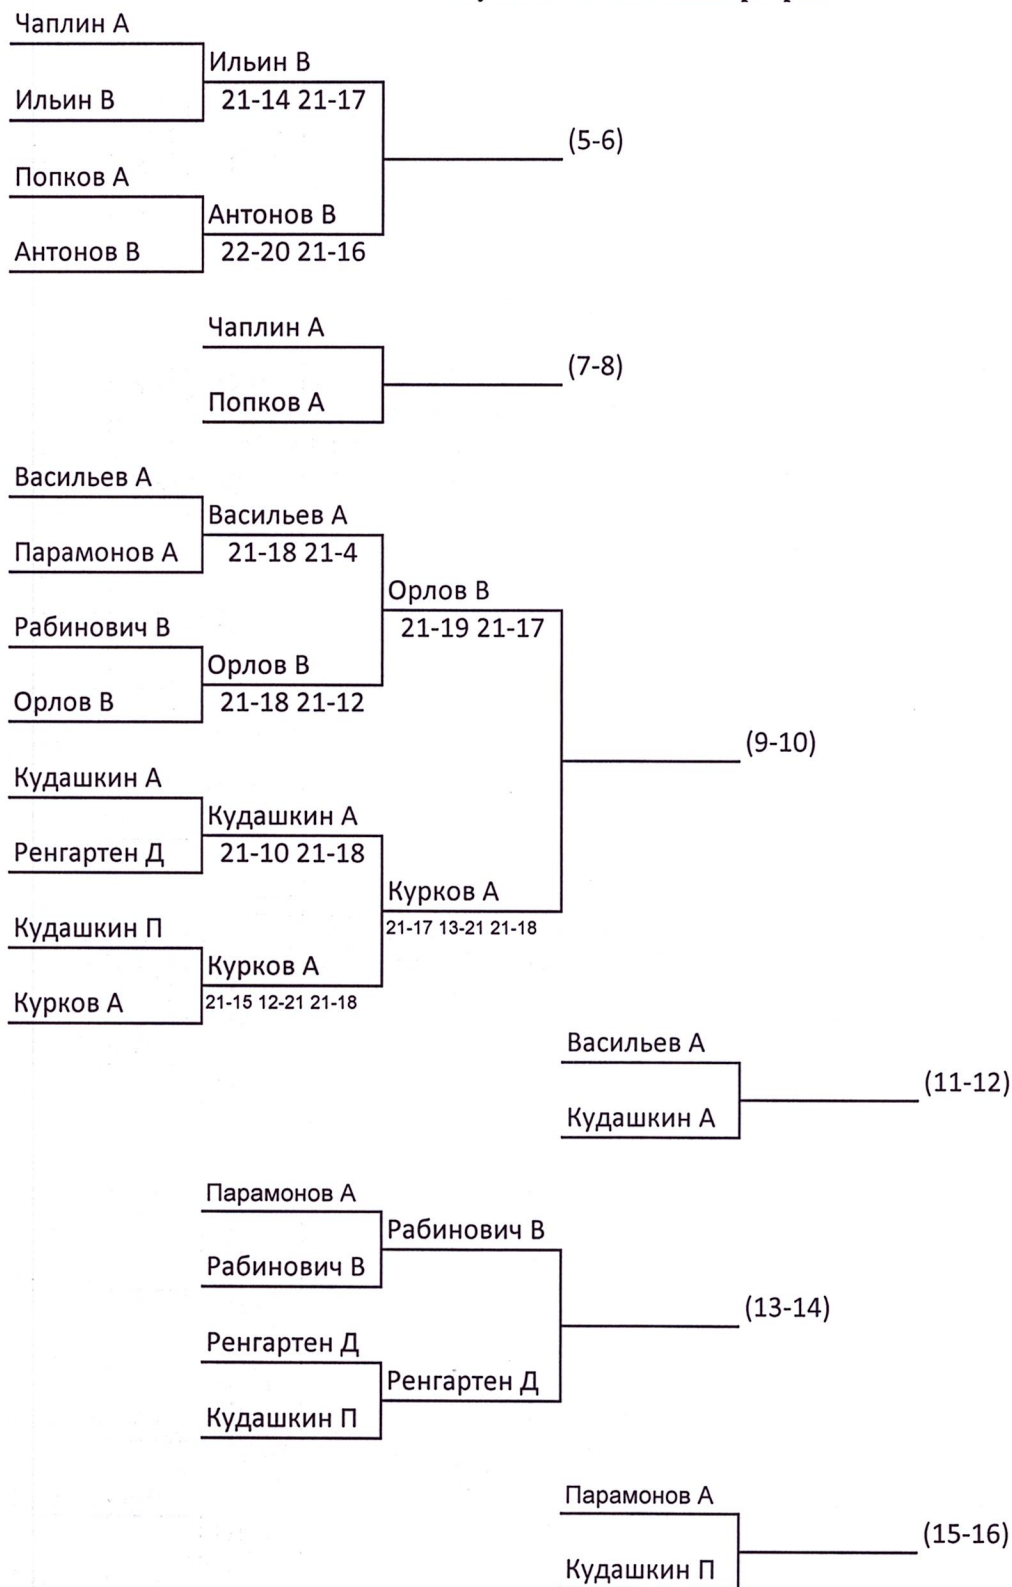 Чаплин А
Ильин В
Ильин В
21-14 21-17
(5-6)
Попков А
Антонов В
Антонов В
22-20 21-16
Чаплин А
(7-8)
Попков А
Васильев А
Васильев А
Парамонов А
21-18 21-4
Орлов В
21-19 21-17
Рабинович В
Орлов В
Орлов В
21-18 21-12
(9-10)
Кудашкин А
Кудашкин А
Ренгартен Д
21-10 21-18
Курков А
21-17 13-21 21-18
Кудашкин П
Курков А
Курков А
21-15 12-21 21-18
Васильев А
(11-12)
Кудашкин А
Парамонов А
Рабинович В
Рабинович В
(13-14)
Ренгартен Д
Ренгартен Д
Кудашкин П
Парамонов А
(15-16)
Кудашкин П